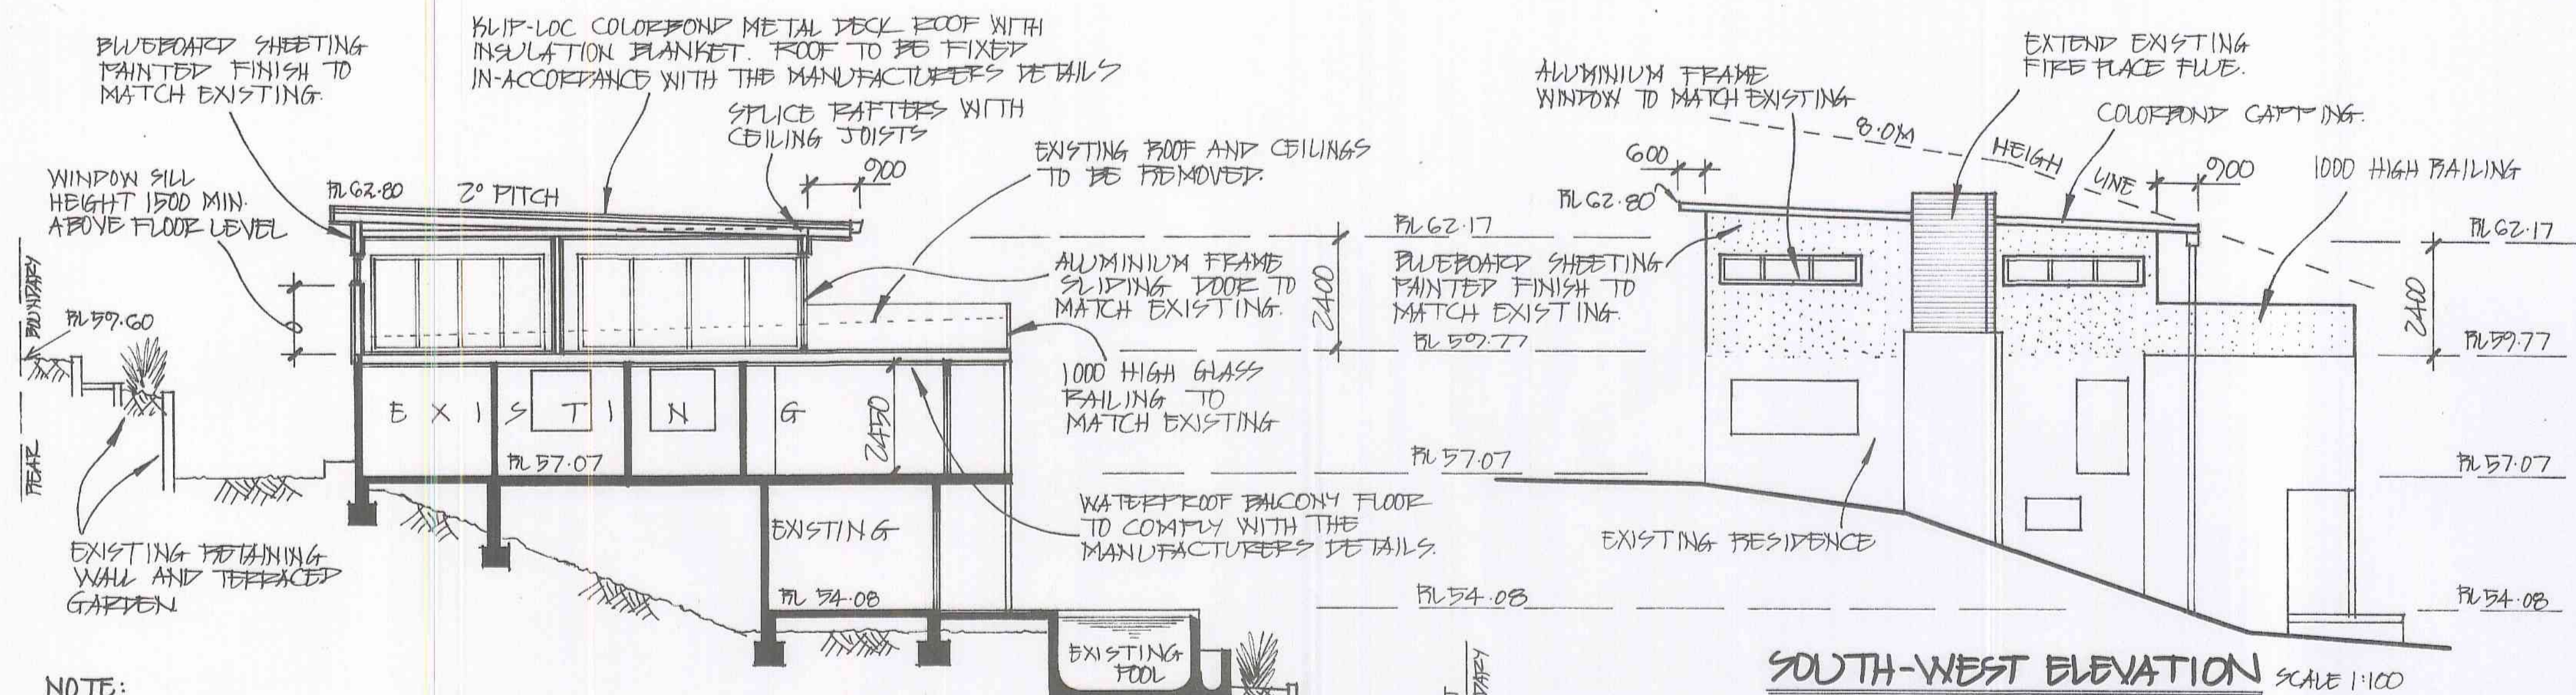 BLUEBOARD SHEETING
PAINTED FINISH TO
MATCH EXISTING.
KLIP-LOC COLORBOND METAL DECK ROOF WITH
INSULATION BLANKET. ROOF TO BE FIXED
IN-ACCORDANCE WITH THE MANUFACTURERS DETAILS
SPLICE RAFTERS WITH
CEILING JOISTS
EXISTING ROOF AND CEILINGS
TO BE REMOVED.
900
WINDOW SILL
HEIGHT 1500 MIN.
ABOVE FLOOR LEVEL
RL 62.80
2° PITCH
BOUNDARY
REAR
RL 59.60
ALUMINIUM FRAME
SLIDING DOOR TO
MATCH EXISTING.
1000 HIGH GLASS
RAILING TO
MATCH EXISTING
EXISTING
2450
RL 57.07
WATERPROOF BALCONY FLOOR
TO COMPLY WITH THE
MANUFACTURERS DETAILS.
EXISTING RETAINING
WALL AND TERRACED
GARDEN
EXISTING
RL 54.08
EXISTING
POOL
NOTE:
RL 62.17
2400
RL 59.77
RL 57.07
RL 54.08
ALUMINIUM FRAME
WINDOW TO MATCH EXISTING
EXTEND EXISTING
FIRE PLACE FLUE.
COLORBOND CAPPING.
8.0M HEIGH LINE
600
900
1000 HIGH RAILING
RL 62.80
BLUEBOARD SHEETING
PAINTED FINISH TO
MATCH EXISTING.
RL 62.17
2400
RL 59.77
RL 57.07
RL 54.08
EXISTING RESIDENCE
SOUTH-WEST ELEVATION SCALE 1:100